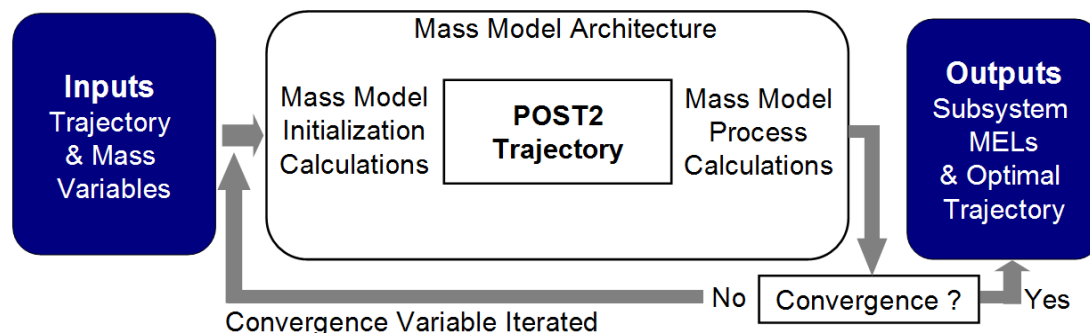 Inputs
Trajectory
& Mass
Variables
Mass Model Architecture
Mass Model
Initialization
Calculations
POST2
Trajectory
Mass Model
Process
Calculations
Outputs
Subsystem
MELs
& Optimal
Trajectory
No
Convergence ?
Yes
Convergence Variable Iterated